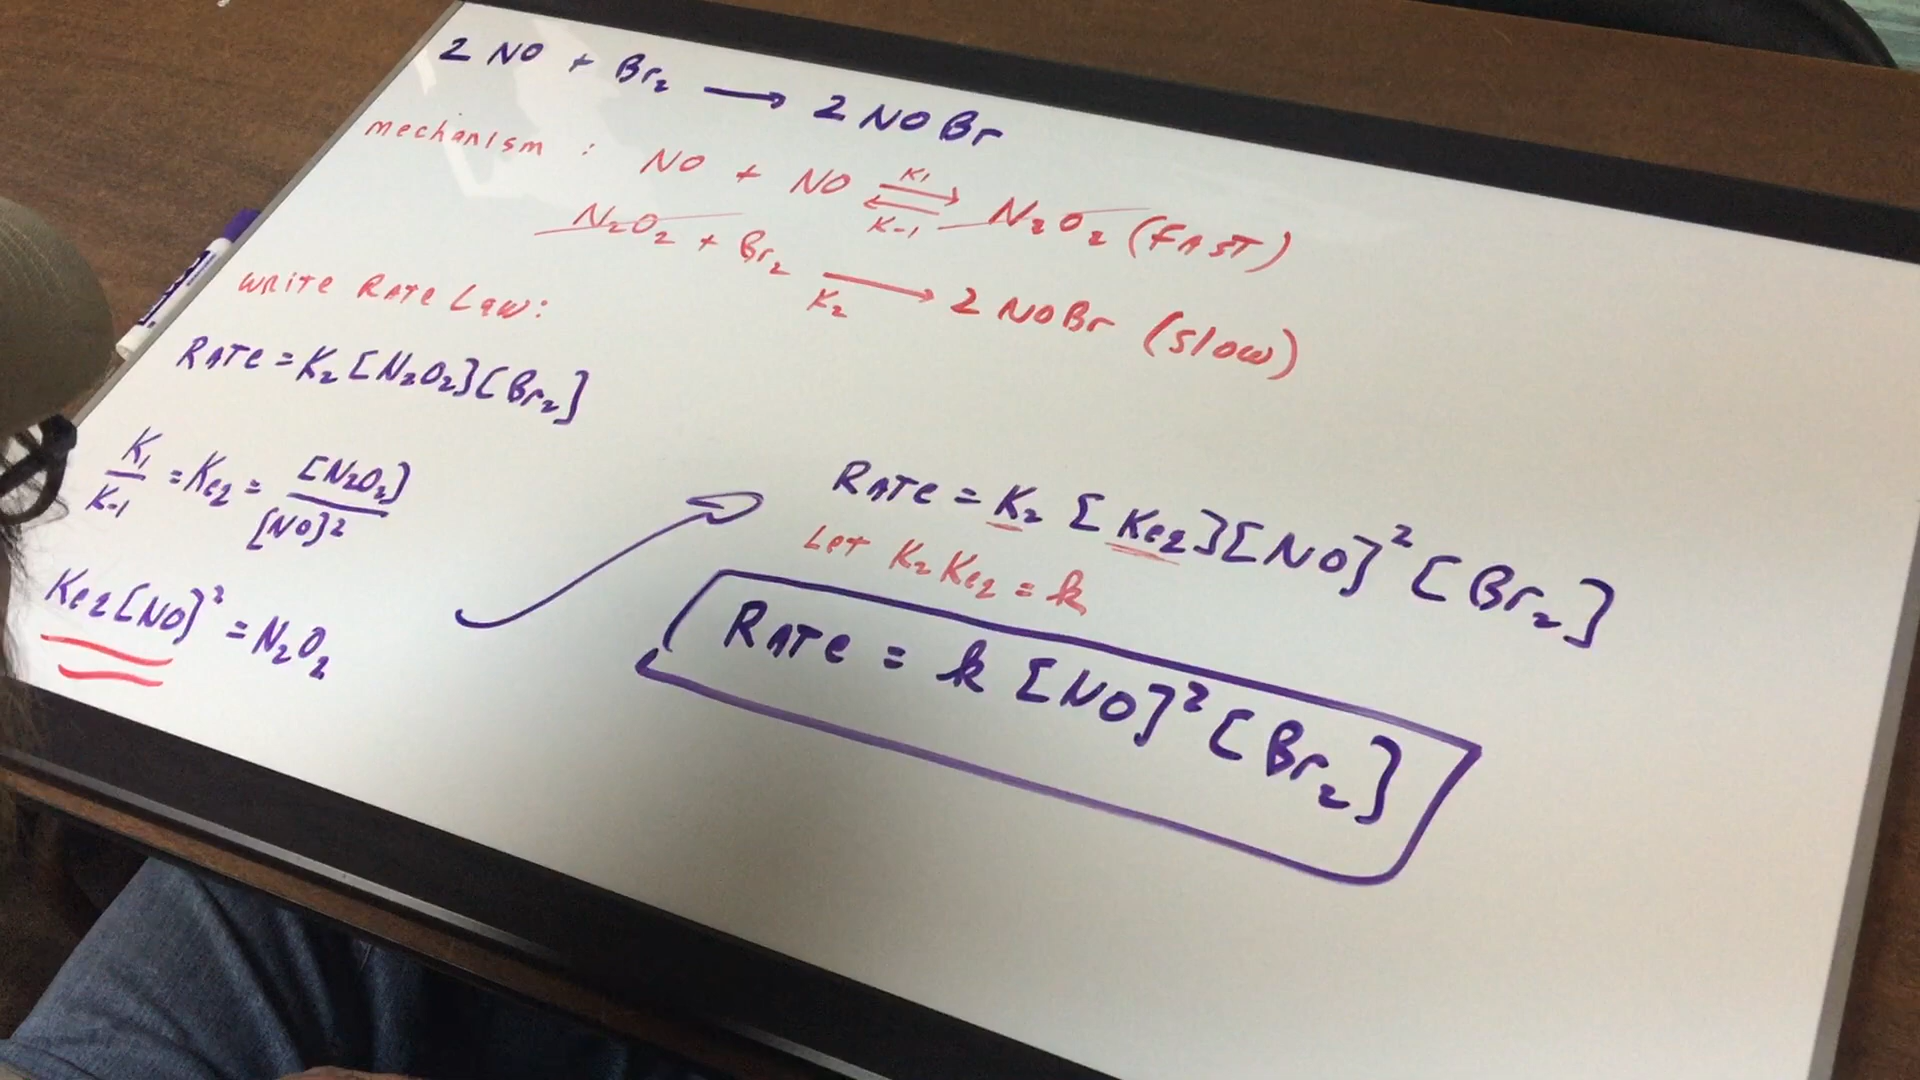 2 NO + Br₂ → 2 NOBr
mechanism : NO + NO ⇌ N₂O₂ (FAST)
K₁
K₋₁
N₂O₂ + Br₂ → 2 NOBr (slow)
K₂
Write Rate Law:
Rate = K₂ [N₂O₂][Br₂]
K₁/K₋₁ = Keq = [N₂O₂]/[NO]²
Keq[NO]² = N₂O₂
Rate = K₂ [Keq][NO]² [Br₂]
Let K₂ Keq = k
Rate = k [NO]² [Br₂]